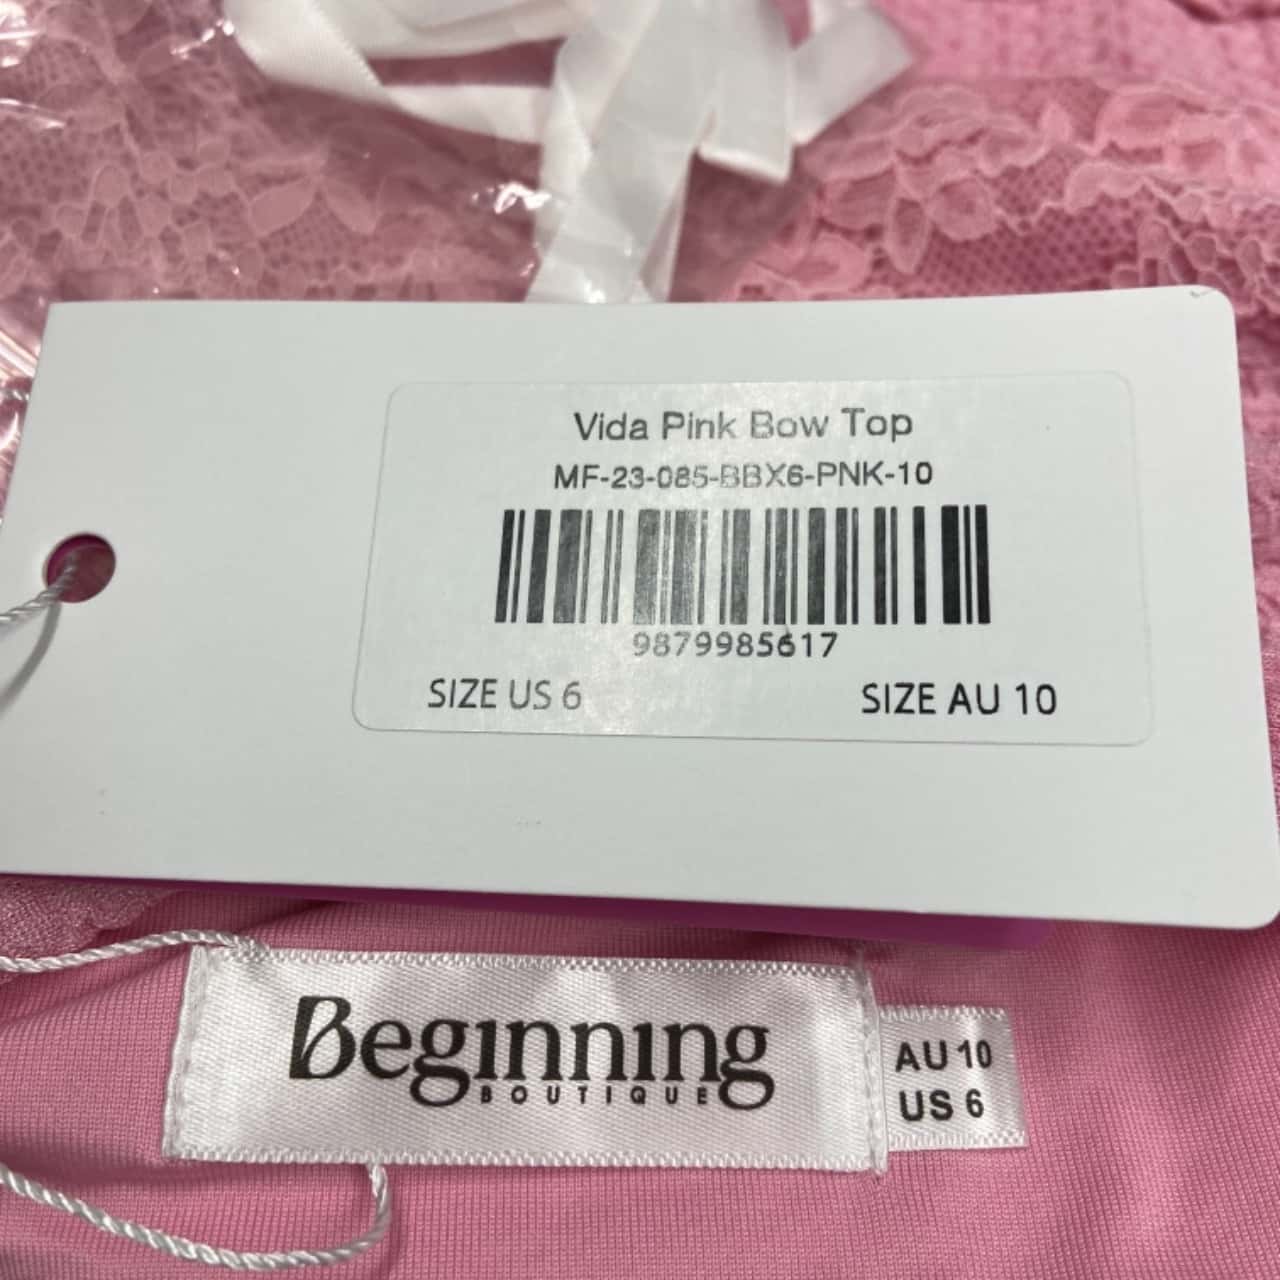 Vida Pink Bow Top
MF-23-085-BBX6-PNK-10
9879985617
SIZE US 6 SIZE AU 10
Beginning
BOUTIQUE
AU 10
US 6